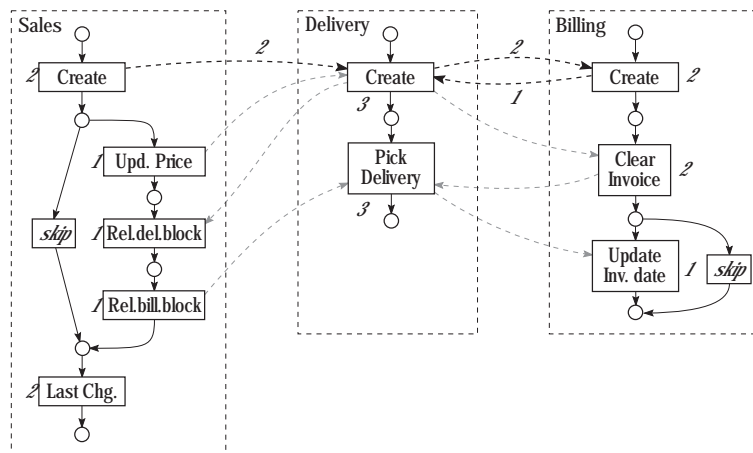 Sales
Delivery
Billing
2
2
2
Create
Create
Create
2
1
3
1
Upd. Price
Pick
Delivery
Clear
Invoice
2
3
skip
1
Rel.del.block
Update
Inv. date
1
skip
1
Rel.bill.block
2
Last Chg.